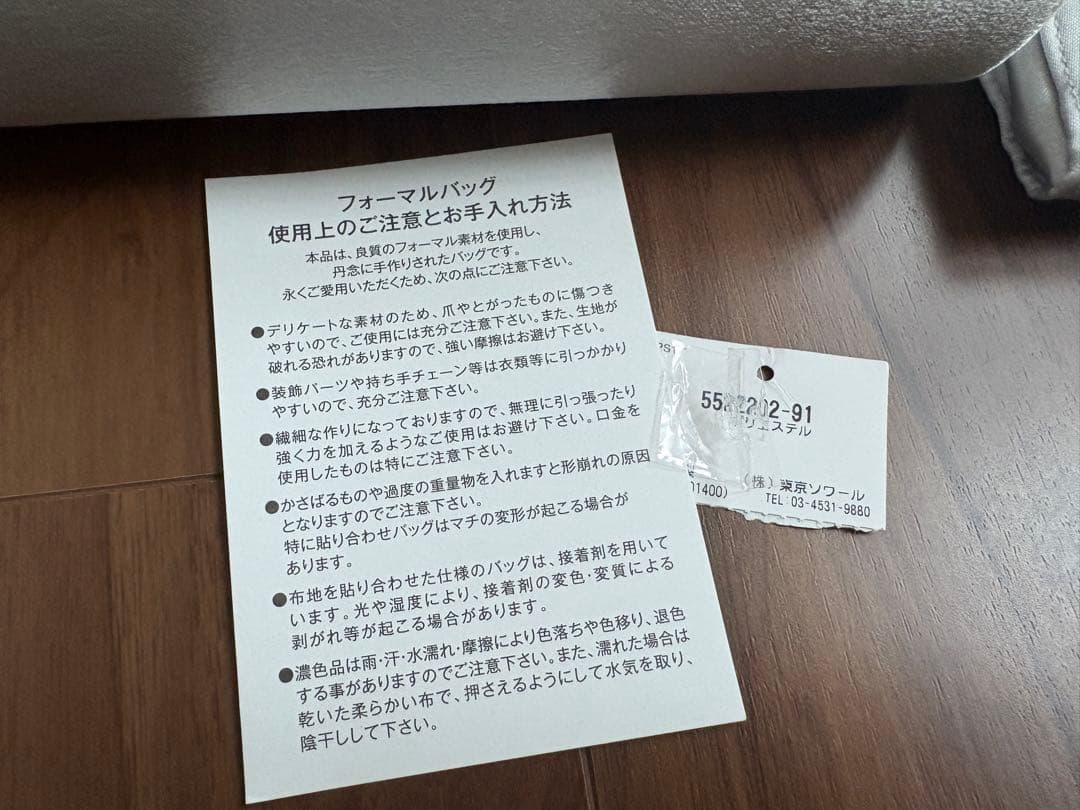 フォーマルバッグ
使用上のご注意とお手入れ方法
本品は、良質のフォーマル素材を使用し、
丹念に手作りされたバッグです。
永くご愛用いただくため、次の点にご注意下さい。
●デリケートな素材のため、爪やとがったものに傷つき
やすいので、ご使用には充分ご注意下さい。また、生地が
破れる恐れがありますので、強い摩擦はお避け下さい。
●装飾パーツや持ち手チェーン等は衣類等に引っかかり
やすいので、充分ご注意下さい。
●繊細な作りになっておりますので、無理に引っ張ったり
強く力を加えるようなご使用はお避け下さい。口金を
使用したものは特にご注意下さい。
●かさばるものや過度の重量物を入れますと形崩れの原因
となりますのでご注意下さい。
特に貼り合わせバッグはマチの変形が起こる場合が
あります。
●布地を貼り合わせた仕様のバッグは、接着剤を用いて
います。光や湿度により、接着剤の変色・変質による
剥がれ等が起こる場合があります。
●濃色品は雨・汗・水濡れ・摩擦により色落ちや色移り、退色
する事がありますのでご注意下さい。また、濡れた場合は
乾いた柔らかい布で、押さえるようにして水気を取り、
陰干しして下さい。
リエステル
01400)
(株)東京ソワール
TEL:03-4531-9880